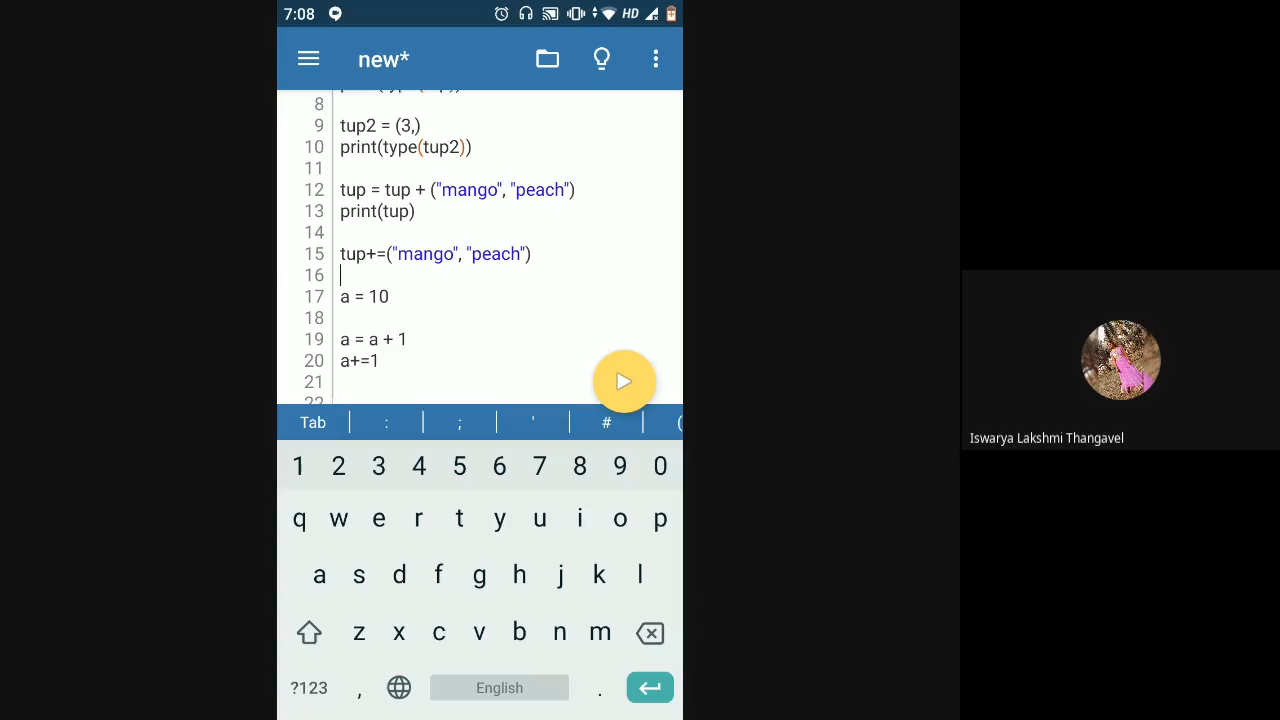 7:08 HD
new*
8
9 tup2 = (3,)
10 print(type(tup2))
11
12 tup = tup + ("mango", "peach")
13 print(tup)
14
15 tup+=("mango", "peach")
16
17 a = 10
18
19 a = a + 1
20 a+=1
21
22
Tab : ; ' # (
1 2 3 4 5 6 7 8 9 0
q w e r t y u i o p
a s d f g h j k l
z x c v b n m
?123 , English .
Iswarya Lakshmi Thangavel